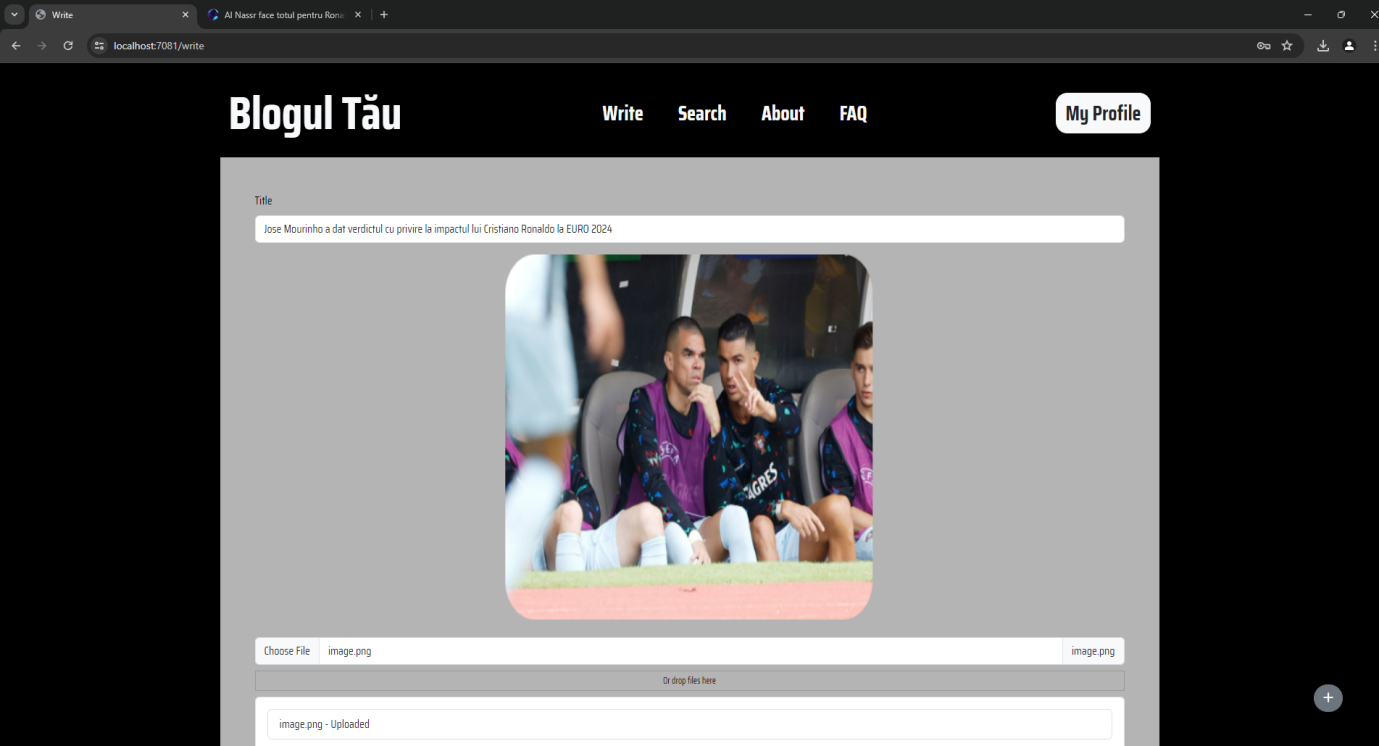 Write
Al Nassr face totul pentru Rona
localhost:7081/write
Blogul Tău
Write
Search
About
FAQ
My Profile
Title
Jose Mourinho a dat verdictul cu privire la impactul lui Cristiano Ronaldo la EURO 2024
Choose File
image.png
image.png
Or drop files here
image.png - Uploaded